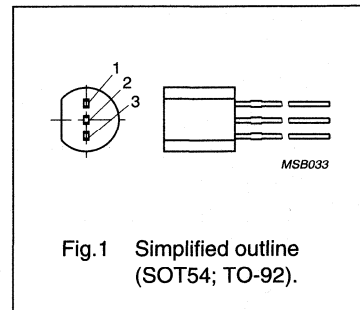 1
2
3
MSB033
Fig.1 Simplified outline
(SOT54; TO-92).